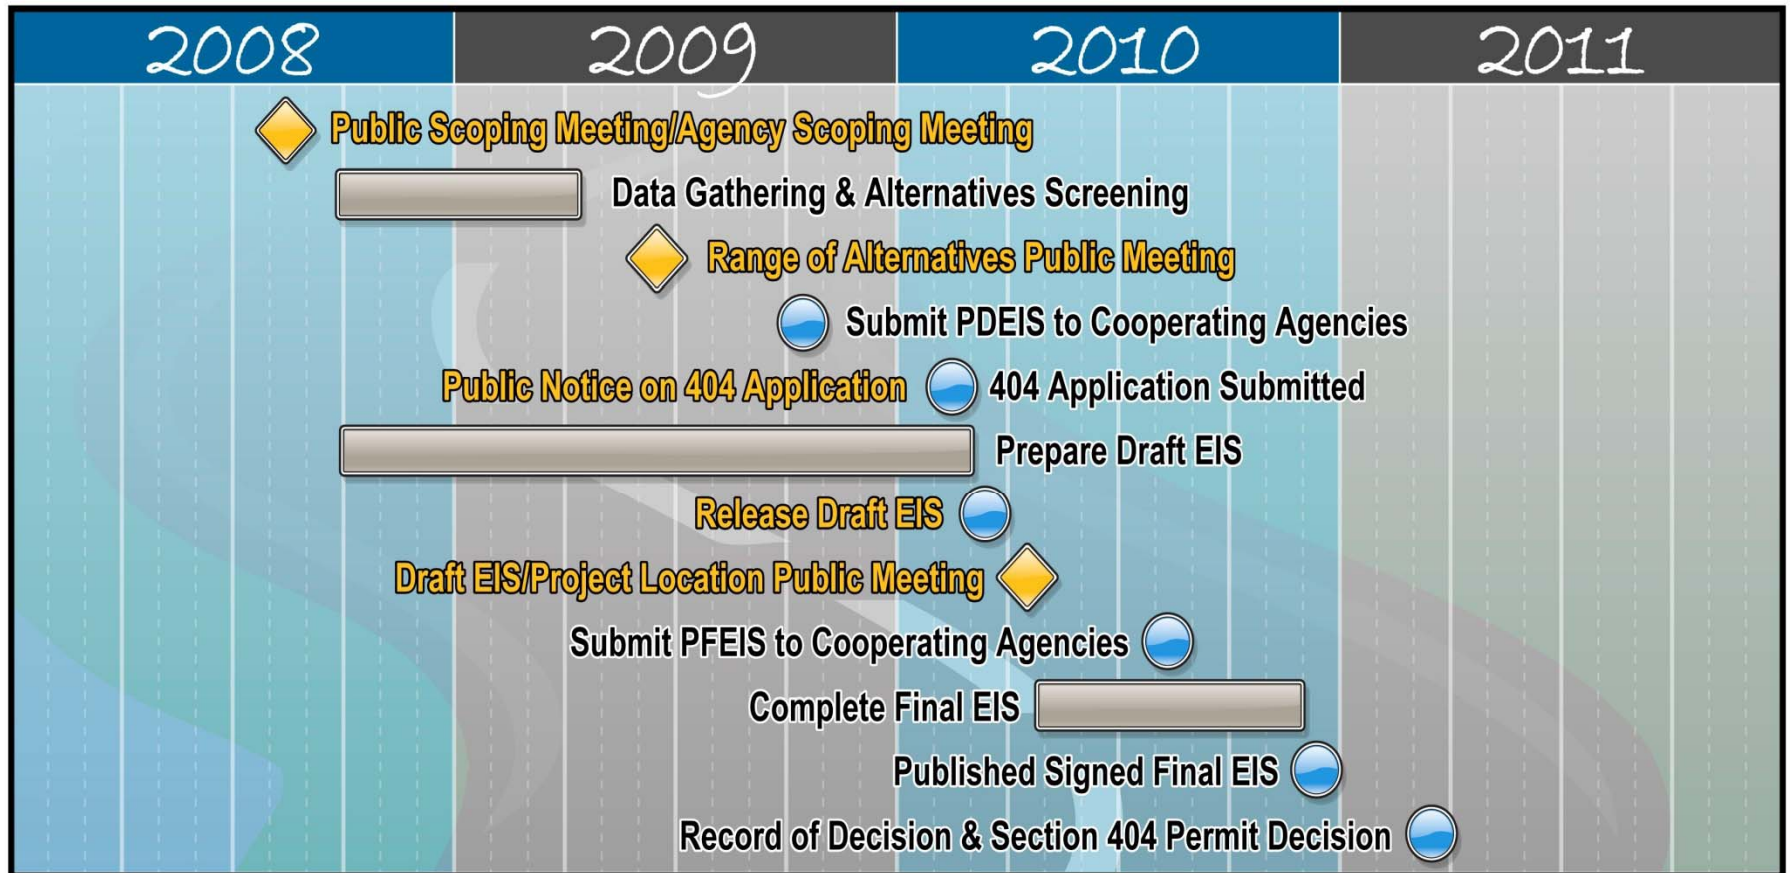 2008 2009 2010 2011
Public Scoping Meeting/Agency Scoping Meeting
Data Gathering & Alternatives Screening
Range of Alternatives Public Meeting
Submit PDEIS to Cooperating Agencies
Public Notice on 404 Application 404 Application Submitted
Prepare Draft EIS
Release Draft EIS
Draft EIS/Project Location Public Meeting
Submit PFEIS to Cooperating Agencies
Complete Final EIS
Published Signed Final EIS
Record of Decision & Section 404 Permit Decision